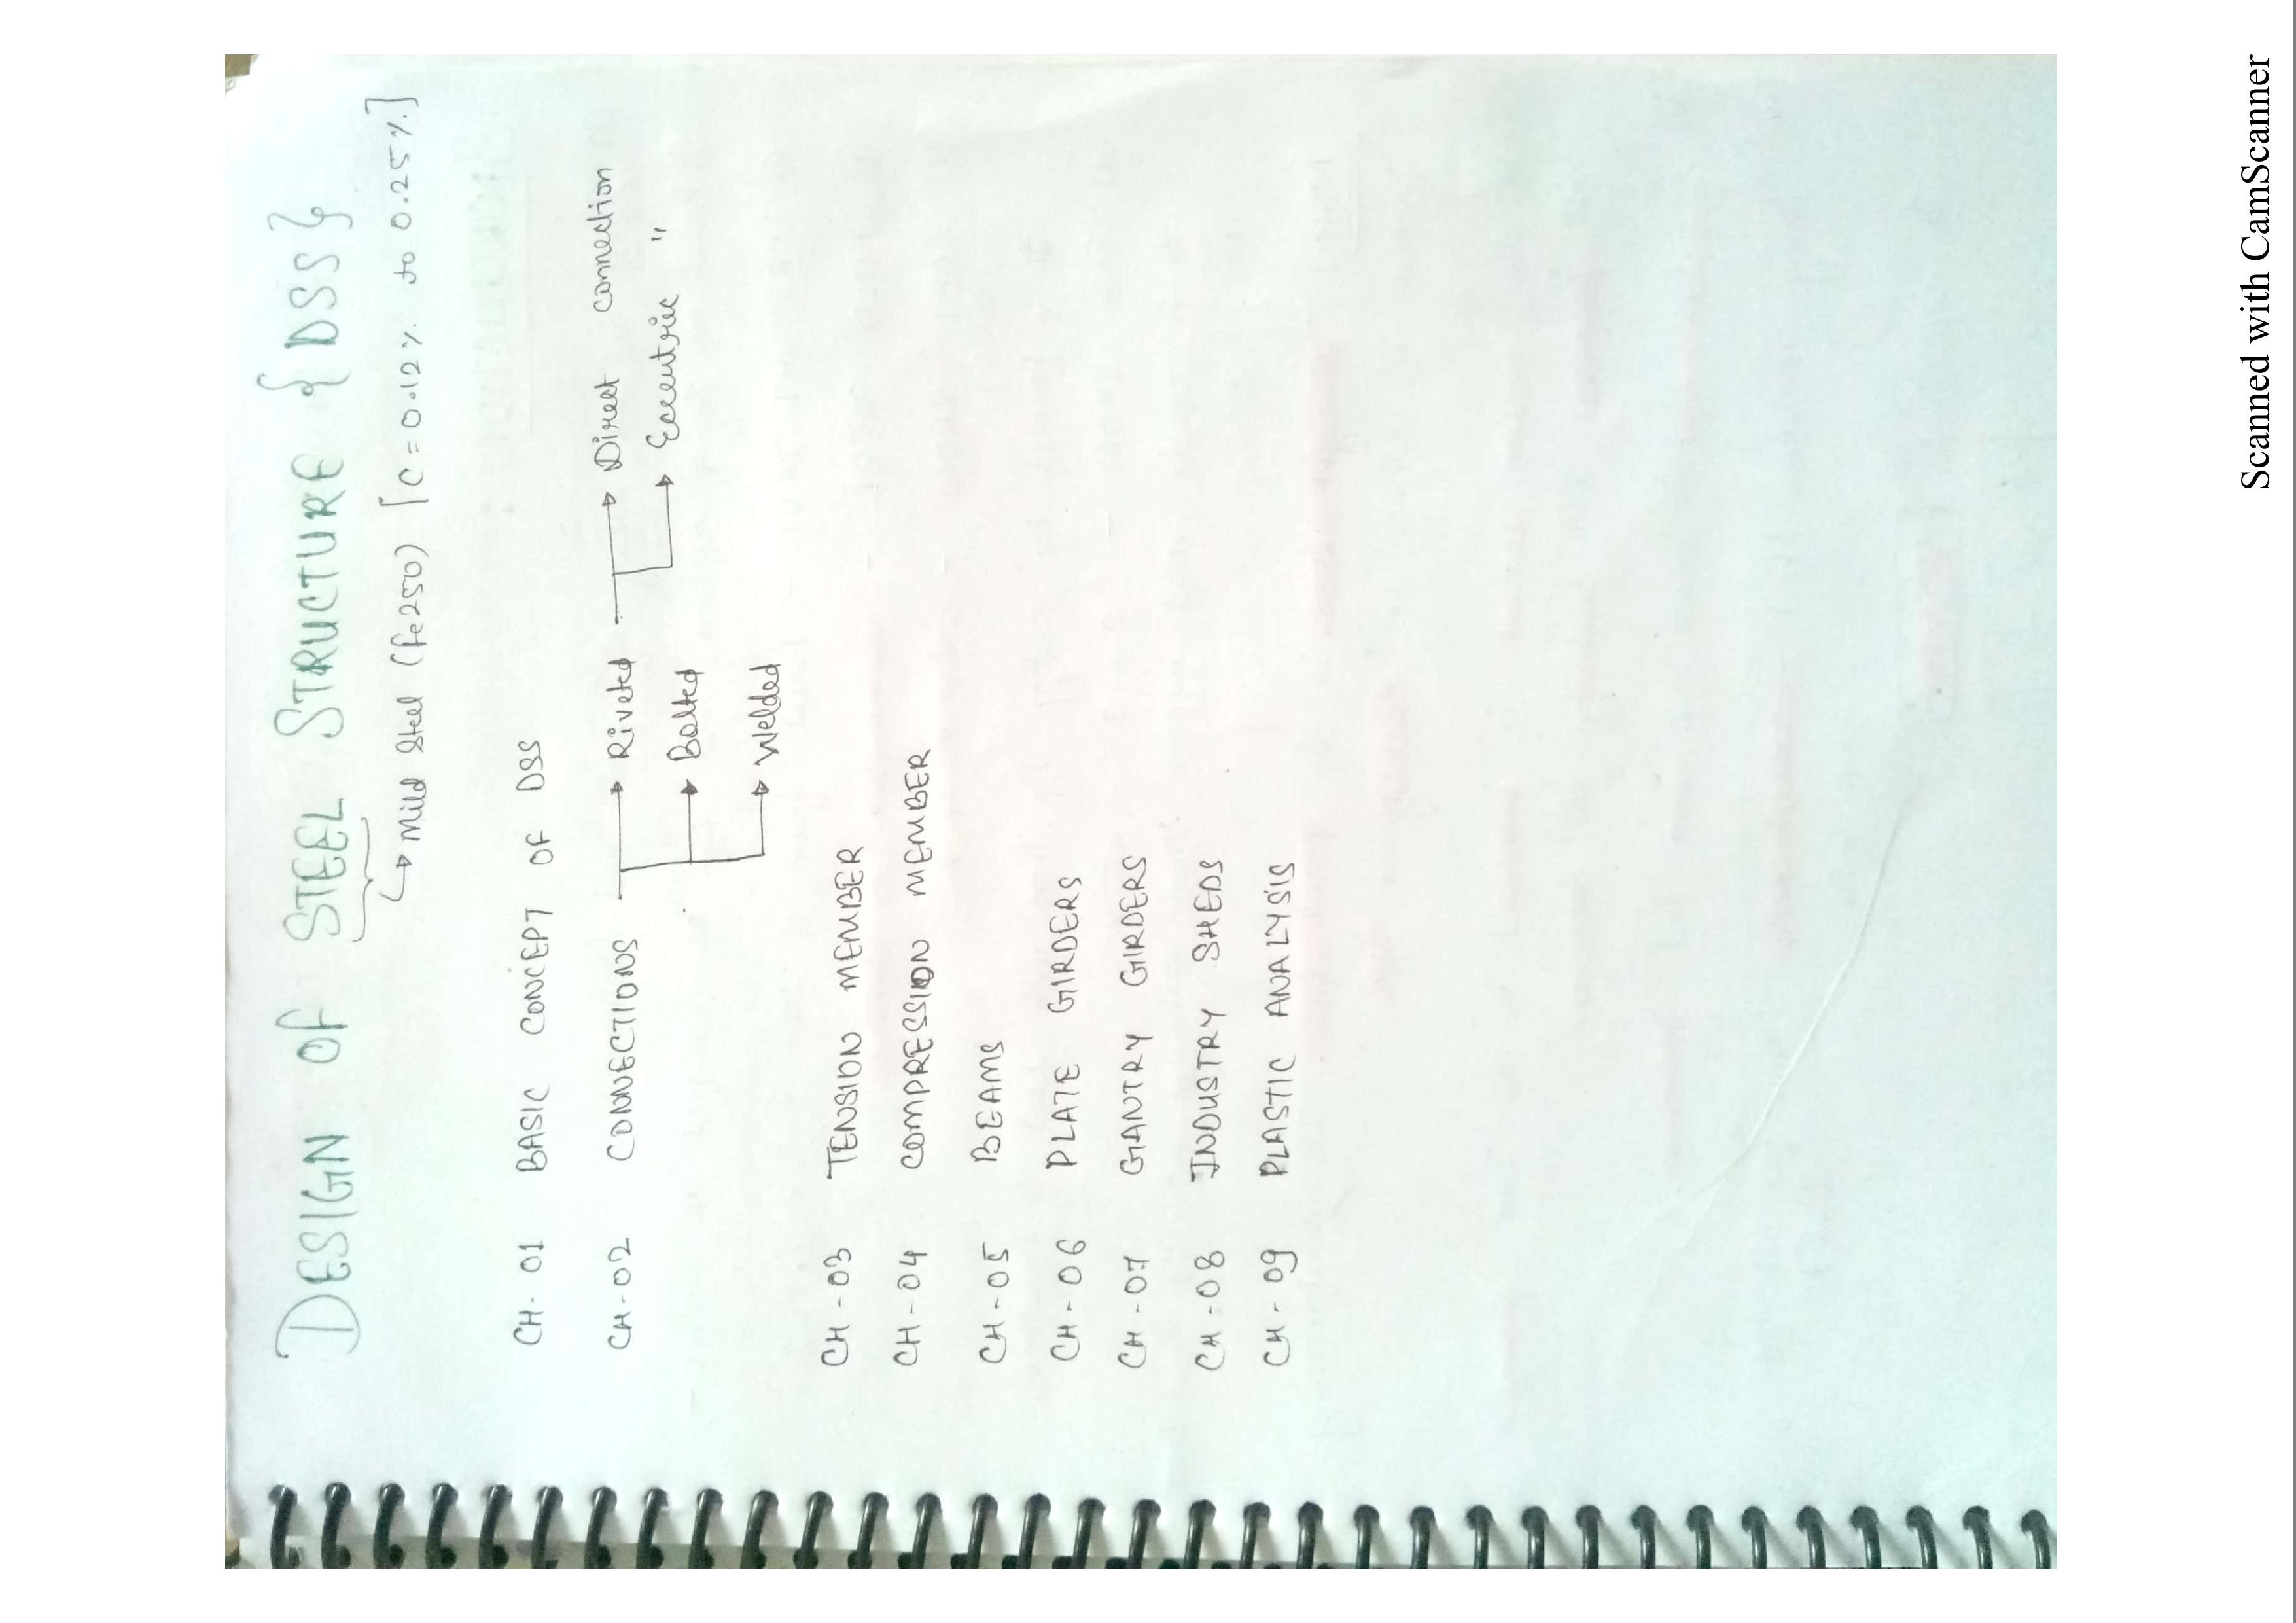 DESIGN OF STEEL STRUCTURE {DSS}
Mild Steel (fe250) [C = 0.12% to 0.25%]
CH-01 BASIC CONCEPT OF DSS
CH-02 CONNECTIONS → Riveted → Direct connection
→ Eccentric "
→ Bolted
→ Welded
CH-03 TENSION MEMBER
CH-04 COMPRESSION MEMBER
CH-05 BEAMS
CH-06 PLATE GIRDERS
CH-07 GANTRY GIRDERS
CH-08 INDUSTRY SHEDS
CH-09 PLASTIC ANALYSIS
Scanned with CamScanner